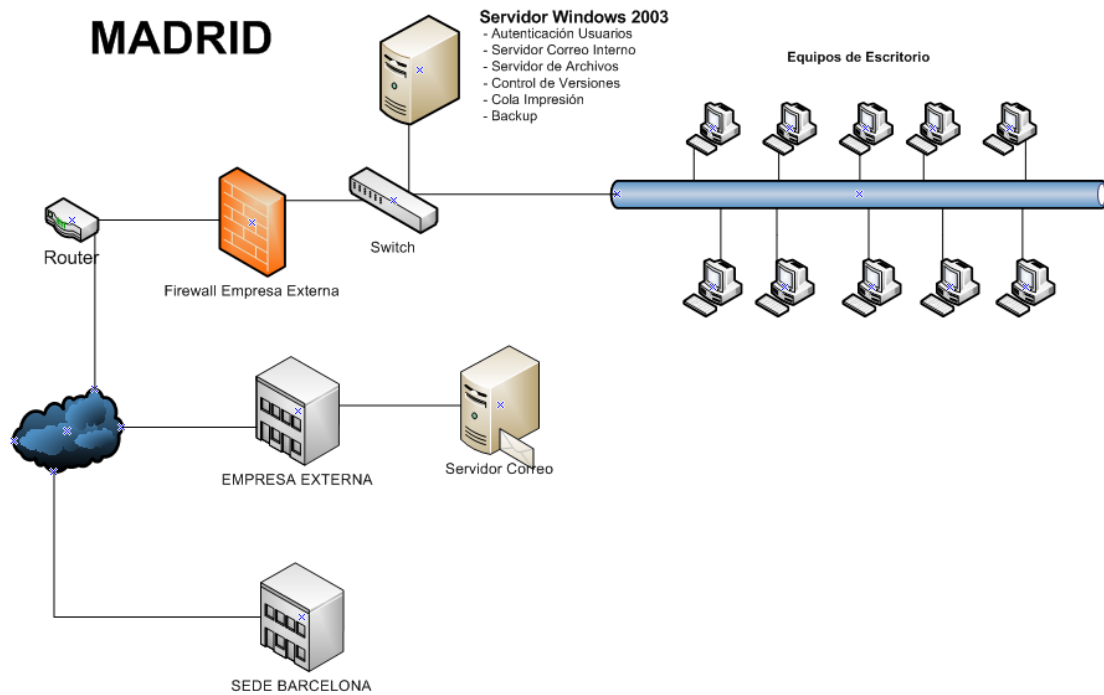 MADRID
Servidor Windows 2003
- Autenticación Usuarios
- Servidor Correo Interno
- Servidor de Archivos
- Control de Versiones
- Cola Impresión
- Backup
Equipos de Escritorio
Router
Firewall Empresa Externa
Switch
EMPRESA EXTERNA
Servidor Correo
SEDE BARCELONA